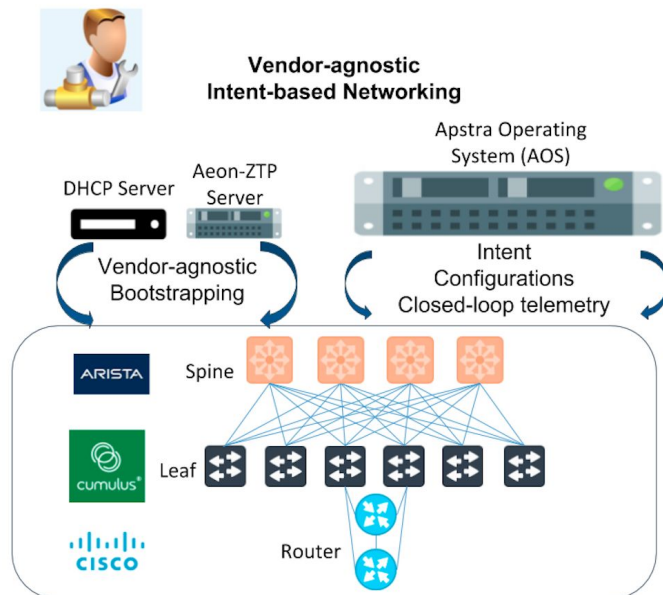 Vendor-agnostic
Intent-based Networking
Apstra Operating
System (AOS)
Aeon-ZTP
Server
DHCP Server
Vendor-agnostic
Bootstrapping
Intent
Configurations
Closed-loop telemetry
ARISTA
Spine
cumulus®
Leaf
Router
CISCO